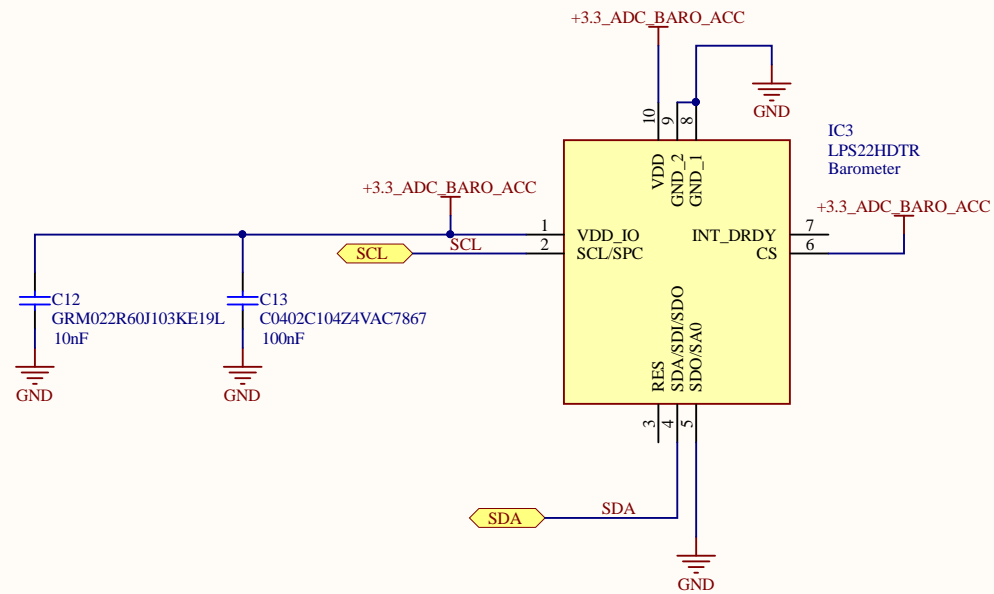 +3.3_ADC_BARO_ACC
GND
10
9
8
IC3
LPS22HDTR
Barometer
VDD
GND_2
GND_1
+3.3_ADC_BARO_ACC
+3.3_ADC_BARO_ACC
1
VDD_IO
INT_DRDY
7
SCL
SCL
2
SCL/SPC
CS
6
C12
GRM022R60J103KE19L
10nF
C13
C0402C104Z4VAC7867
100nF
RES
SDA/SDI/SDO
SDO/SA0
GND
GND
3
4
5
SDA
SDA
GND